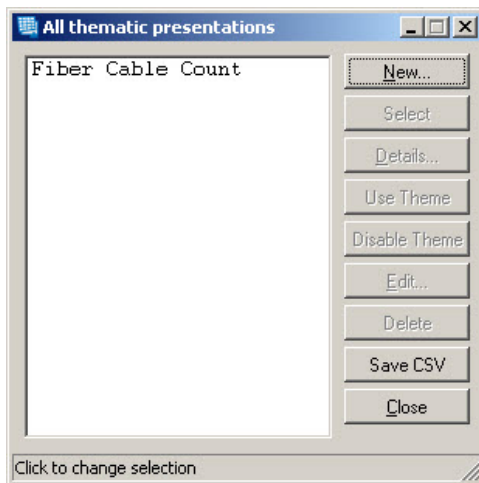 All thematic presentations
Fiber Cable Count
New...
Select
Details...
Use Theme
Disable Theme
Edit...
Delete
Save CSV
Close
Click to change selection